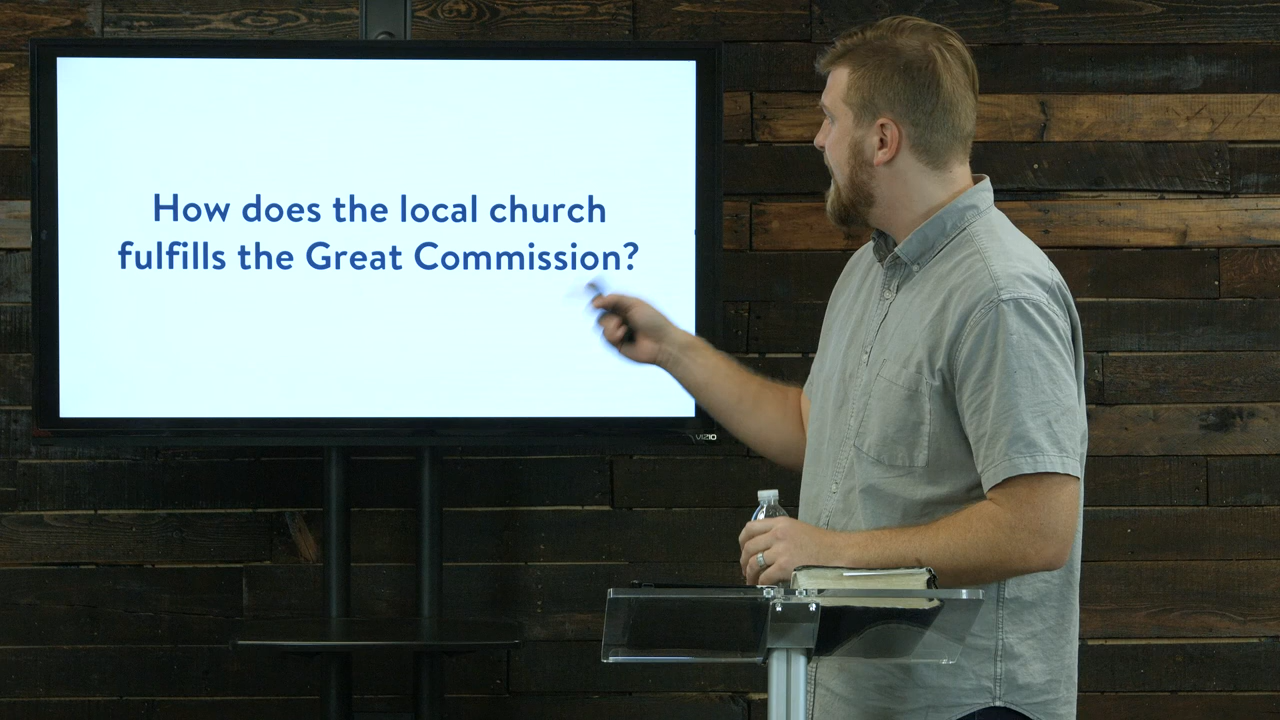 How does the local church
fulfills the Great Commission?
VIZIO